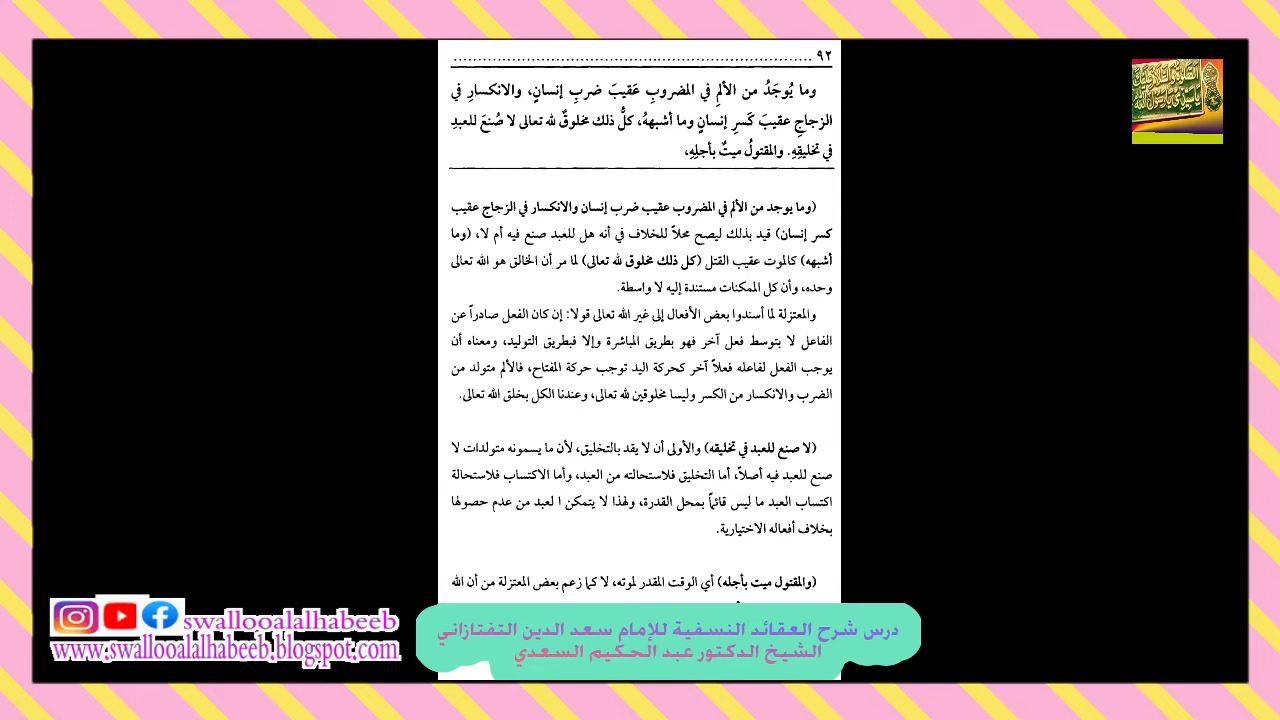 ٩٢ ................................................................
وما يُوجَدُ من الألمِ في المضروبِ عَقيبَ ضربِ إنسانٍ، والانكسارِ في
الزجاجِ عقيبَ كَسرِ إنسانٍ وما أشبههُ، كلُّ ذلك مخلوقٌ لله تعالى لا صُنعَ للعبدِ
في تخليقِهِ. والمقتولُ ميتٌ بأجلِهِ،
(وما يوجد من الألم في المضروب عقيب ضرب إنسان والانكسار في الزجاج عقيب
كسر إنسان) قيد بذلك ليصح محلاً للخلاف في أنه هل للعبد صنع فيه أم لا، (وما
أشبهه) كالموت عقيب القتل (كل ذلك مخلوق لله تعالى) لما مر أن الخالق هو الله تعالى
وحده، وأن كل الممكنات مستندة إليه لا واسطة.
والمعتزلة لما أسندوا بعض الأفعال إلى غير الله تعالى قولا: إن كان الفعل صادراً عن
الفاعل لا بتوسط فعل آخر فهو بطريق المباشرة وإلا فبطريق التوليد، ومعناه أن
يوجب الفعل لفاعله فعلاً آخر كحركة اليد توجب حركة المفتاح، فالألم متولد من
الضرب والانكسار من الكسر وليسا مخلوقين لله تعالى، وعندنا الكل بخلق الله تعالى.
(لا صنع للعبد في تخليقه) والأولى أن لا يقد بالتخليق، لأن ما يسمونه متولدات لا
صنع للعبد فيه أصلاً، أما التخليق فلاستحالته من العبد، وأما الاكتساب فلاستحالة
اكتساب العبد ما ليس قائماً بمحل القدرة، ولهذا لا يتمكن ا لعبد من عدم حصولها
بخلاف أفعاله الاختيارية.
(والمقتول ميت بأجله) أي الوقت المقدر لموته، لا كما زعم بعض المعتزلة من أن الله
swallooalalhabeeb
www.swallooalalhabeeb.blogspot.com
درس شرح العقائد النسفية للإمام سعد الدين التفتازاني
الشيخ الدكتور عبد الحكيم السعدي